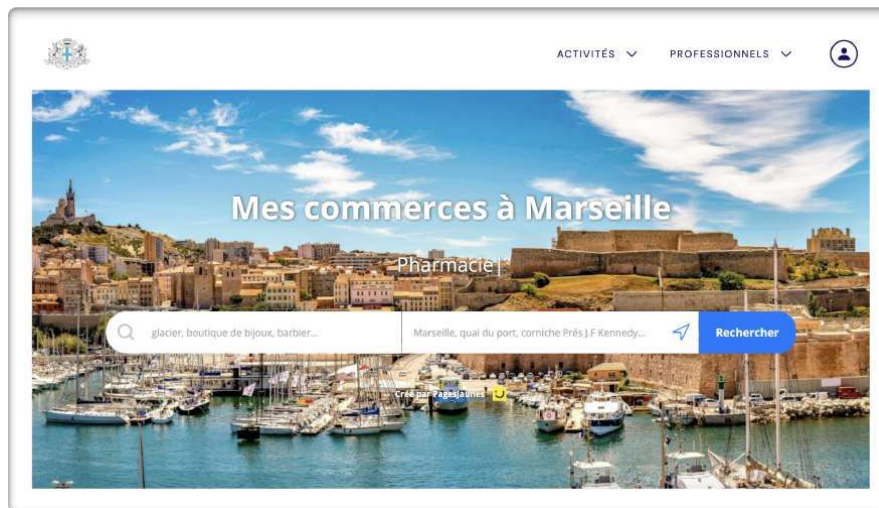 ACTIVITÉS
PROFESSIONNELS
Mes commerces à Marseille
Pharmacie|
glacier, boutique de bijoux, barbier...
Marseille, quai du port, corniche Prés J.F Kennedy...
Rechercher
Créé par PagesJaunes